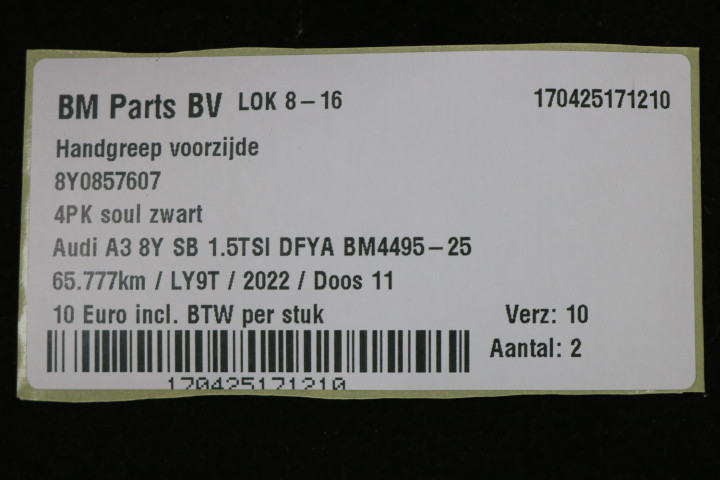 BM Parts BV LOK 8-16 170425171210
Handgreep voorzijde
8Y0857607
4PK soul zwart
Audi A3 8Y SB 1.5TSI DFYA BM4495-25
65.777km / LY9T / 2022 / Doos 11
10 Euro incl. BTW per stuk Verz: 10
Aantal: 2
170425171210